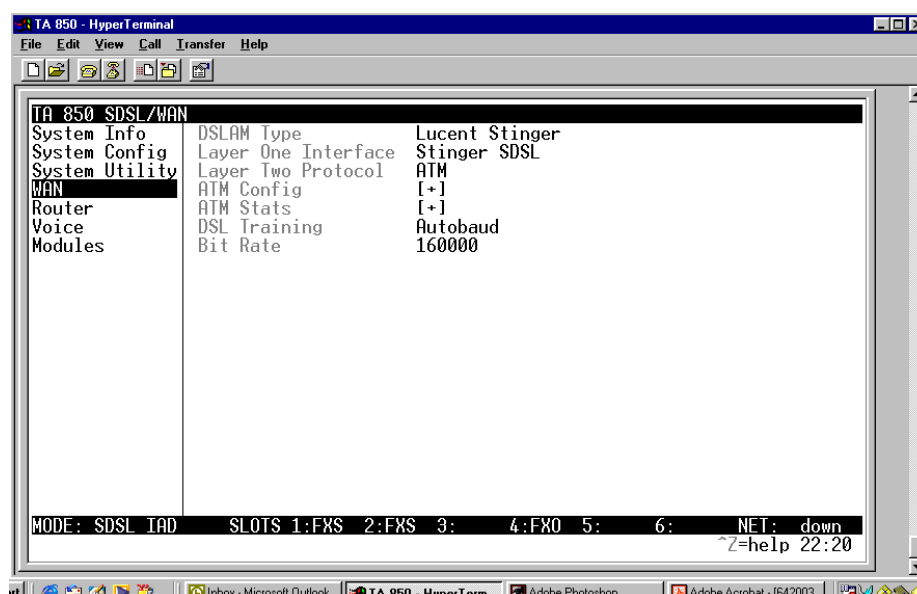 TA 850 - HyperTerminal
File Edit View Call Transfer Help
TA 850 SDSL/WAN
System Info DSLAM Type Lucent Stinger
System Config Layer One Interface Stinger SDSL
System Utility Layer Two Protocol ATM
WAN ATM Config [+]
Router ATM Stats [+]
Voice DSL Training Autobaud
Modules Bit Rate 160000
MODE: SDSL IAD SLOTS 1:FXS 2:FXS 3: 4:FXO 5: 6: NET: down
^Z=help 22:20
Inbox - Microsoft Outlook TA 850 - HyperTerm... Adobe Photoshop Adobe Acrobat - [642003...